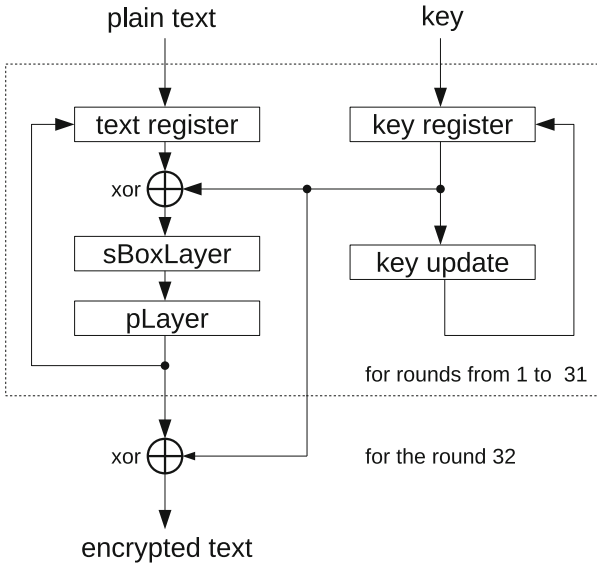 plain text
key
text register
key register
xor
sBoxLayer
key update
pLayer
for rounds from 1 to 31
xor
for the round 32
encrypted text